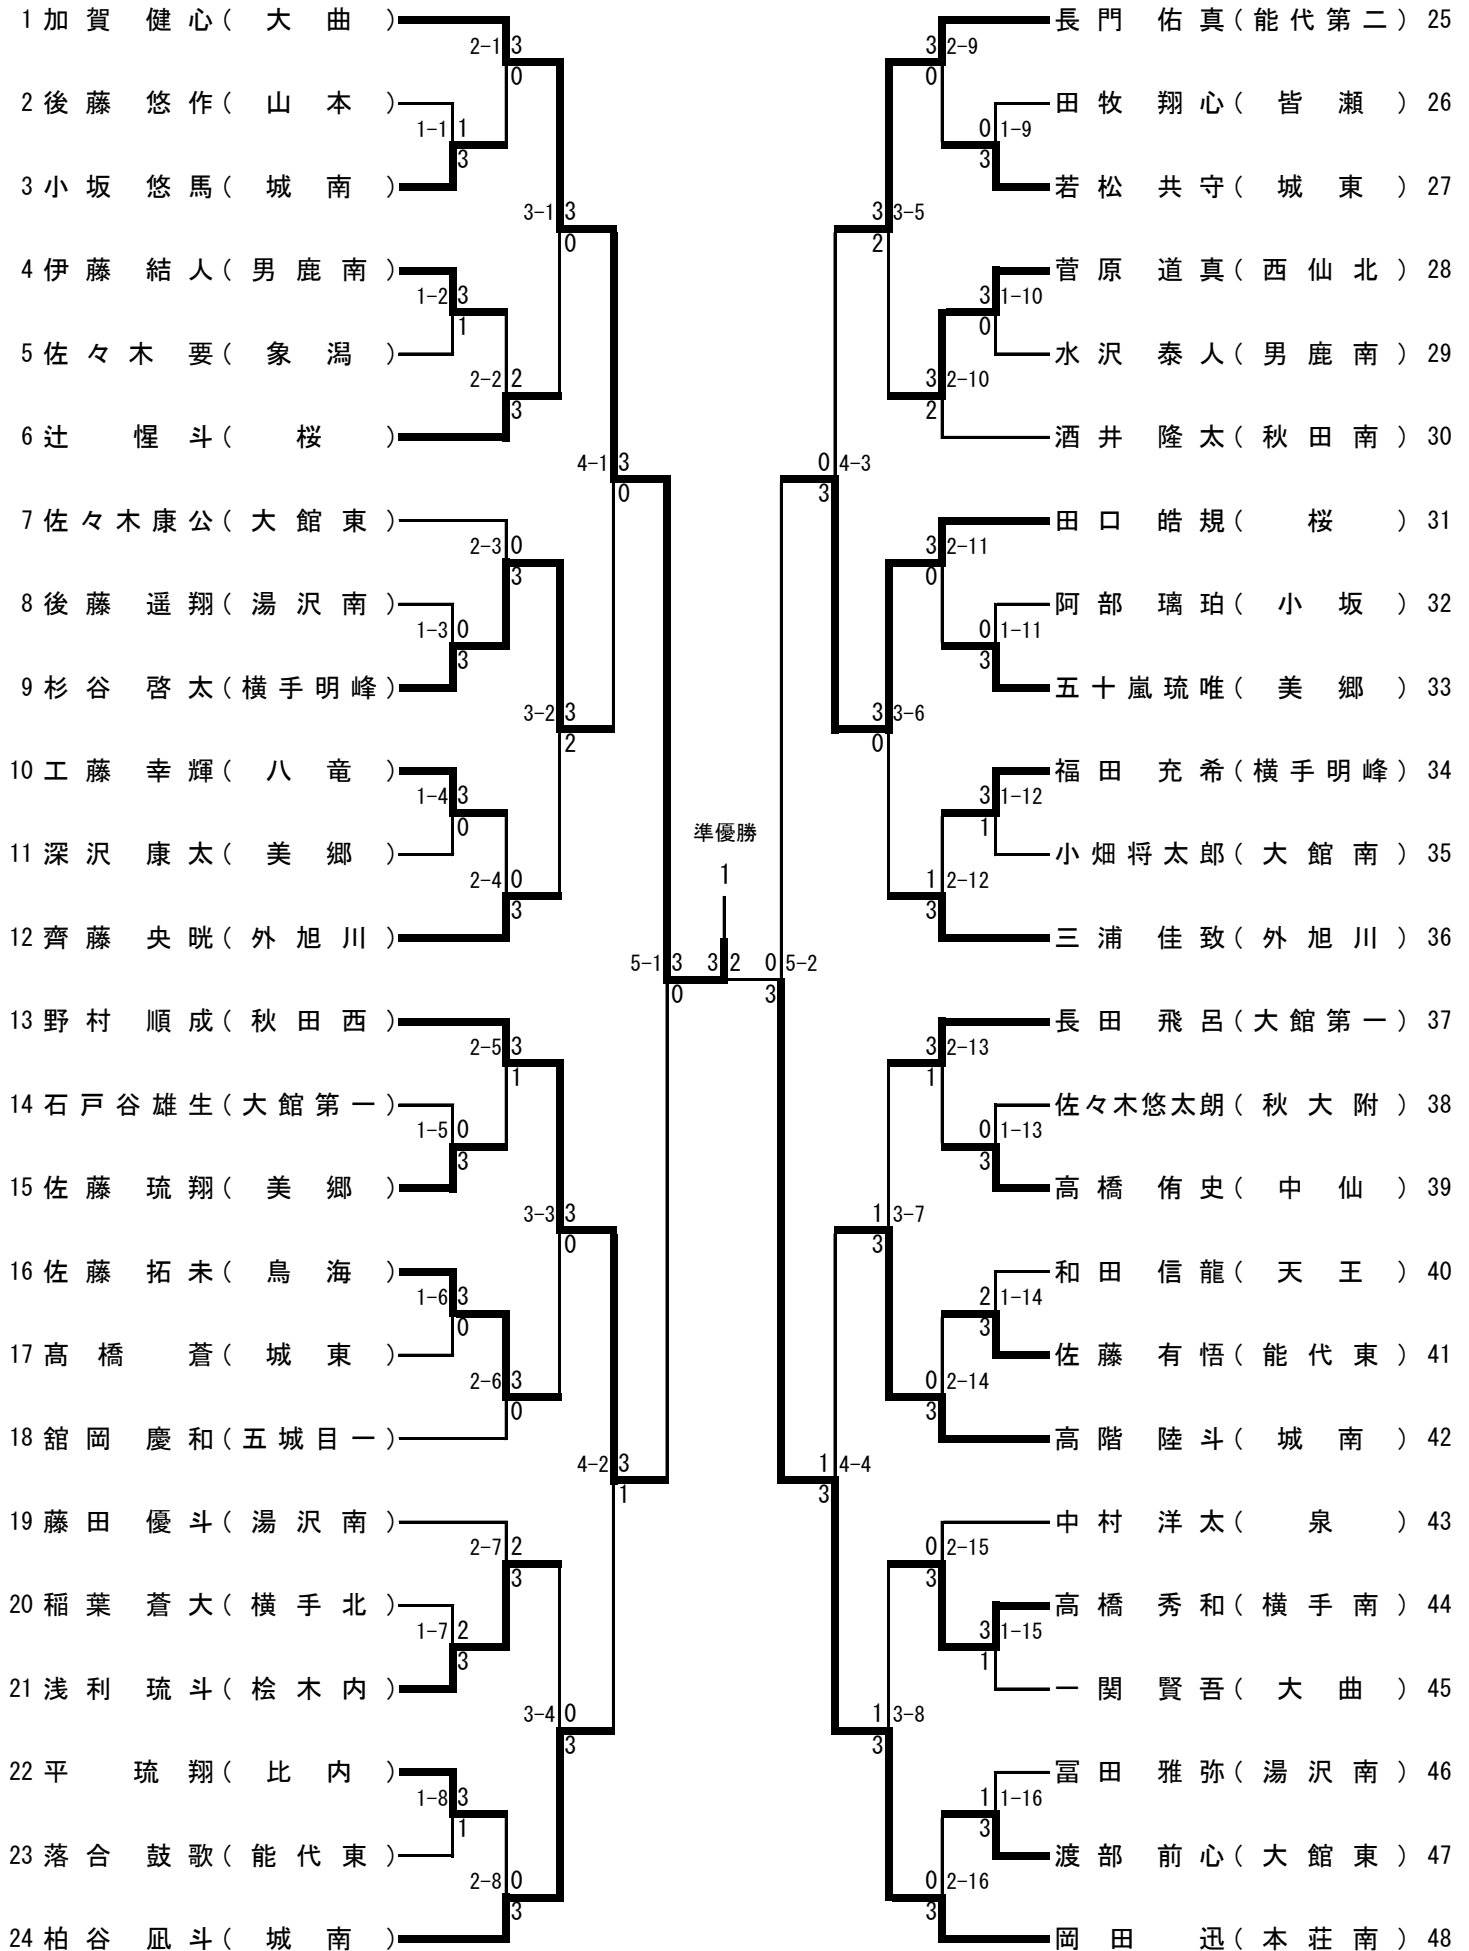 1 加賀 健心 ( 大曲 )
2-1 3
0
2 後藤 悠作 ( 山本 )
1-1 1
3
3 小坂 悠馬 ( 城南 )
3-1 3
0
4 伊藤 結人 ( 男鹿南 )
1-2 3
1
5 佐々木 要 ( 象潟 )
2-2 2
3
6 辻 惺斗 ( 桜 )
4-1 3
0
7 佐々木康公 ( 大館東 )
2-3 0
3
8 後藤 遥翔 ( 湯沢南 )
1-3 0
3
9 杉谷 啓太 ( 横手明峰 )
3-2 3
2
10 工藤 幸輝 ( 八竜 )
1-4 3
0
11 深沢 康太 ( 美郷 )
2-4 0
3
12 齊藤 央晄 ( 外旭川 )
5-1 3
0
13 野村 順成 ( 秋田西 )
2-5 3
1
14 石戸谷雄生 ( 大館第一 )
1-5 0
3
15 佐藤 琉翔 ( 美郷 )
3-3 3
0
16 佐藤 拓未 ( 鳥海 )
1-6 3
0
17 髙橋 蒼 ( 城東 )
2-6 3
0
18 舘岡 慶和 ( 五城目一 )
4-2 3
1
19 藤田 優斗 ( 湯沢南 )
2-7 2
3
20 稲葉 蒼大 ( 横手北 )
1-7 2
3
21 浅利 琉斗 ( 桧木内 )
3-4 0
3
22 平 琉翔 ( 比内 )
1-8 3
1
23 落合 鼓歌 ( 能代東 )
2-8 0
3
24 柏谷 凪斗 ( 城南 )
準優勝
1
3 2
長門 佑真 ( 能代第二 ) 25
3 2-9
0
田牧 翔心 ( 皆瀬 ) 26
0 1-9
3
若松 共守 ( 城東 ) 27
3 3-5
2
菅原 道真 ( 西仙北 ) 28
3 1-10
0
水沢 泰人 ( 男鹿南 ) 29
3 2-10
2
酒井 隆太 ( 秋田南 ) 30
0 4-3
3
田口 皓規 ( 桜 ) 31
3 2-11
0
阿部 璃珀 ( 小坂 ) 32
0 1-11
3
五十嵐琉唯 ( 美郷 ) 33
3 3-6
0
福田 充希 ( 横手明峰 ) 34
3 1-12
1
小畑将太郎 ( 大館南 ) 35
1 2-12
3
三浦 佳致 ( 外旭川 ) 36
0 5-2
3
長田 飛呂 ( 大館第一 ) 37
3 2-13
1
佐々木悠太朗 ( 秋大附 ) 38
0 1-13
3
高橋 侑史 ( 中仙 ) 39
1 3-7
3
和田 信龍 ( 天王 ) 40
2 1-14
3
佐藤 有悟 ( 能代東 ) 41
0 2-14
3
高階 陸斗 ( 城南 ) 42
1 4-4
3
中村 洋太 ( 泉 ) 43
0 2-15
3
高橋 秀和 ( 横手南 ) 44
3 1-15
1
一関 賢吾 ( 大曲 ) 45
1 3-8
3
冨田 雅弥 ( 湯沢南 ) 46
1 1-16
3
渡部 前心 ( 大館東 ) 47
0 2-16
3
岡田 迅 ( 本荘南 ) 48